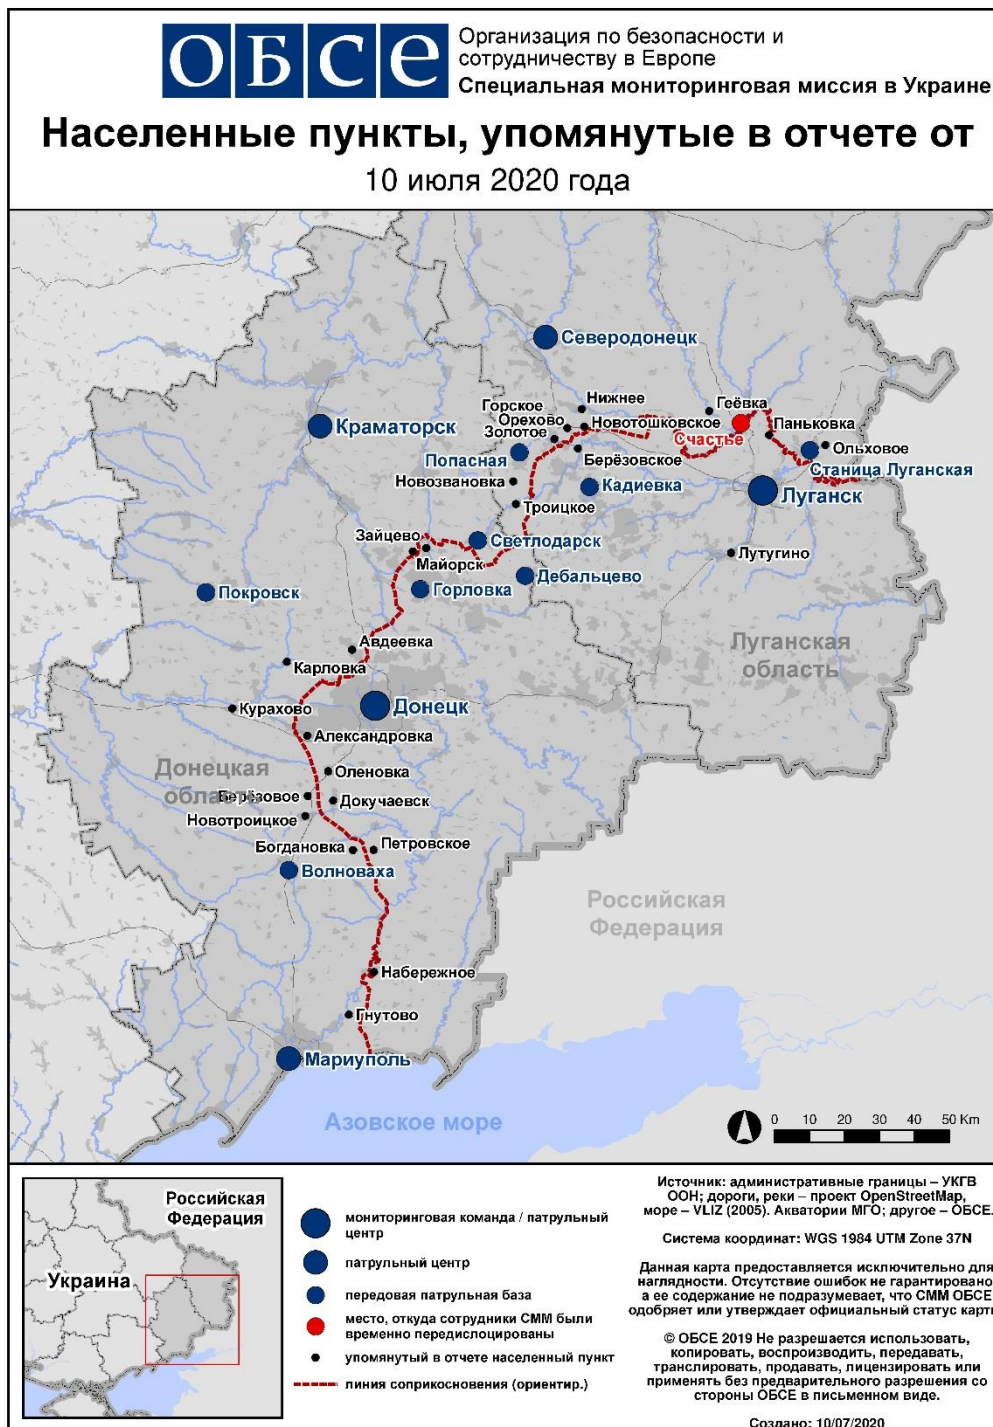 ОБСЕ
Организация по безопасности и
сотрудничеству в Европе
Специальная мониторинговая миссия в Украине
Населенные пункты, упомянутые в отчете от
10 июля 2020 года
Северодонецк
Нижнее
Геёвка
Горское
Орехово
Новотошковское
Золотое
Краматорск
Счастье
Паньковка
Ольховое
Попасная
Берёзовское
Станица Луганская
Новозвановка
Кадиевка
Луганск
Троицкое
Зайцево
Светлодарск
Майорск
Лутугино
Дебальцево
Покровск
Горловка
Авдеевка
Луганская
область
Карловка
Курахово
Донецк
Александровка
Донецкая
область
Оленовка
Берёзовое
Докучаевск
Новотроицкое
Богдановка
Петровское
Волноваха
Российская
Федерация
Набережное
Гнутово
Мариуполь
Азовское море
0 10 20 30 40 50 Km
Российская
Федерация
Украина
мониторинговая команда / патрульный
центр
патрульный центр
передовая патрульная база
место, откуда сотрудники СММ были
временно передислоцированы
упомянутый в отчете населенный пункт
линия соприкосновения (ориентир.)
Источник: административные границы – УКГВ
ООН; дороги, реки – проект OpenStreetMap,
море – VLIZ (2005). Акватории МГО; другое – ОБСЕ.
Система координат: WGS 1984 UTM Zone 37N
Данная карта предоставляется исключительно для
наглядности. Отсутствие ошибок не гарантировано,
а ее содержание не подразумевает, что СММ ОБСЕ
одобряет или утверждает официальный статус карты
© ОБСЕ 2019 Не разрешается использовать,
копировать, воспроизводить, передавать,
транслировать, продавать, лицензировать или
применять без предварительного разрешения со
стороны ОБСЕ в письменном виде.
Создано: 10/07/2020